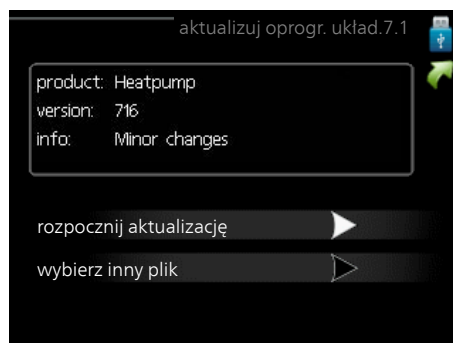 aktualizuj oprogr. układ.7.1
product: Heatpump
version: 716
info: Minor changes
rozpocznij aktualizację
wybierz inny plik